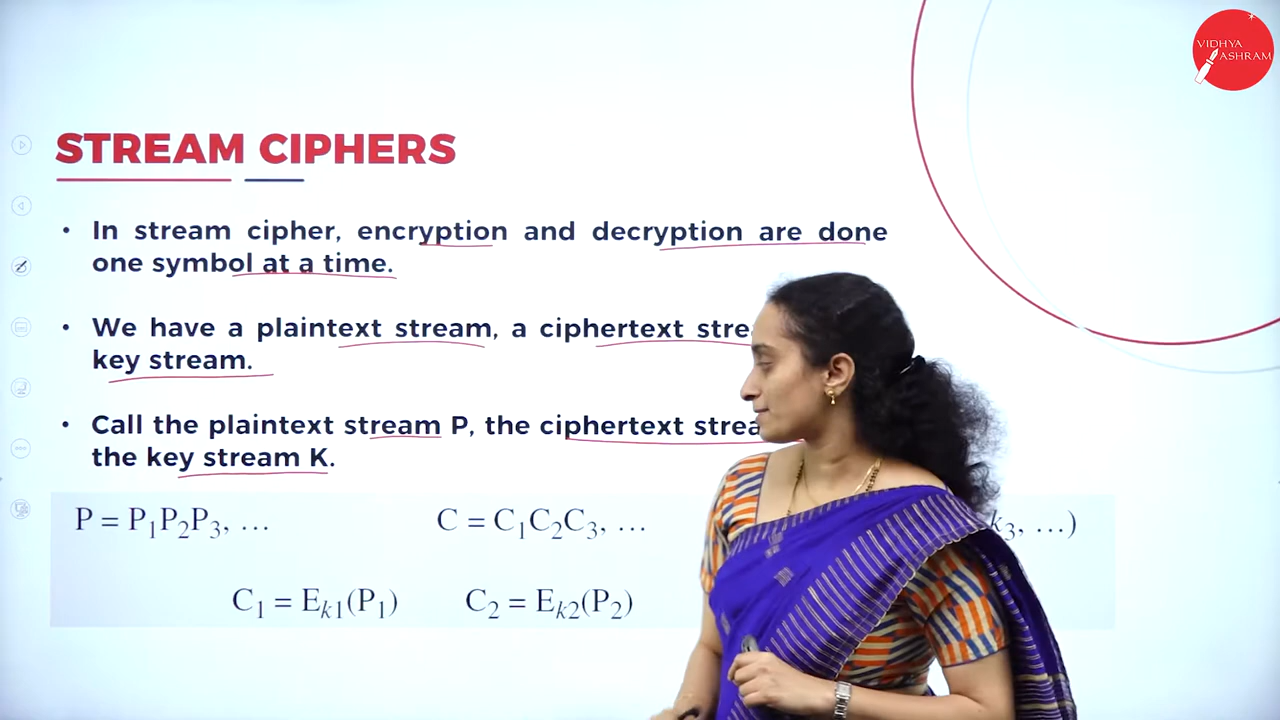 VIDHYA
ASHRAM
STREAM CIPHERS
• In stream cipher, encryption and decryption are done
one symbol at a time.
• We have a plaintext stream, a ciphertext
key stream.
• Call the plaintext stream P, the ciphertext
the key stream K.
P = P₁P₂P₃, … C = C₁C₂C₃, … k₃, …)
C₁ = Eₖ₁(P₁) C₂ = Eₖ₂(P₂)